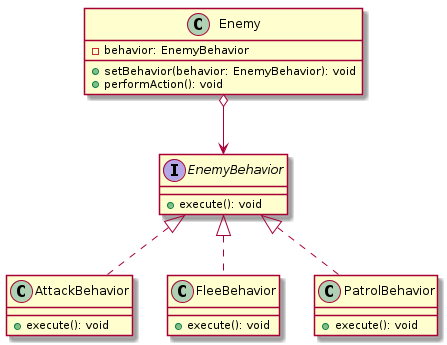 C Enemy
behavior: EnemyBehavior
setBehavior(behavior: EnemyBehavior): void
performAction(): void
I EnemyBehavior
execute(): void
C AttackBehavior
execute(): void
C FleeBehavior
execute(): void
C PatrolBehavior
execute(): void